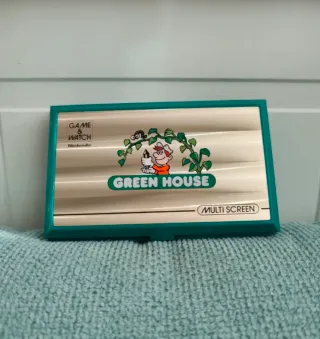 GAME
&
WATCH
Nintendo
GREEN HOUSE
MULTI SCREEN